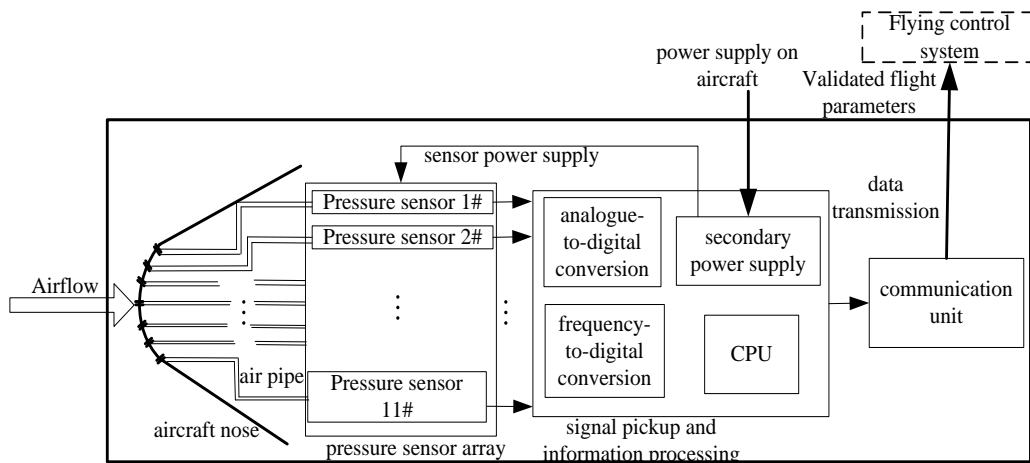 Flying control
system
power supply on
aircraft
Validated flight
parameters
sensor power supply
data
transmission
Pressure sensor 1#
Pressure sensor 2#
analogue-
to-digital
conversion
secondary
power supply
Airflow
communication
unit
frequency-
to-digital
conversion
CPU
air pipe
Pressure sensor
11#
aircraft nose
pressure sensor array
signal pickup and
information processing